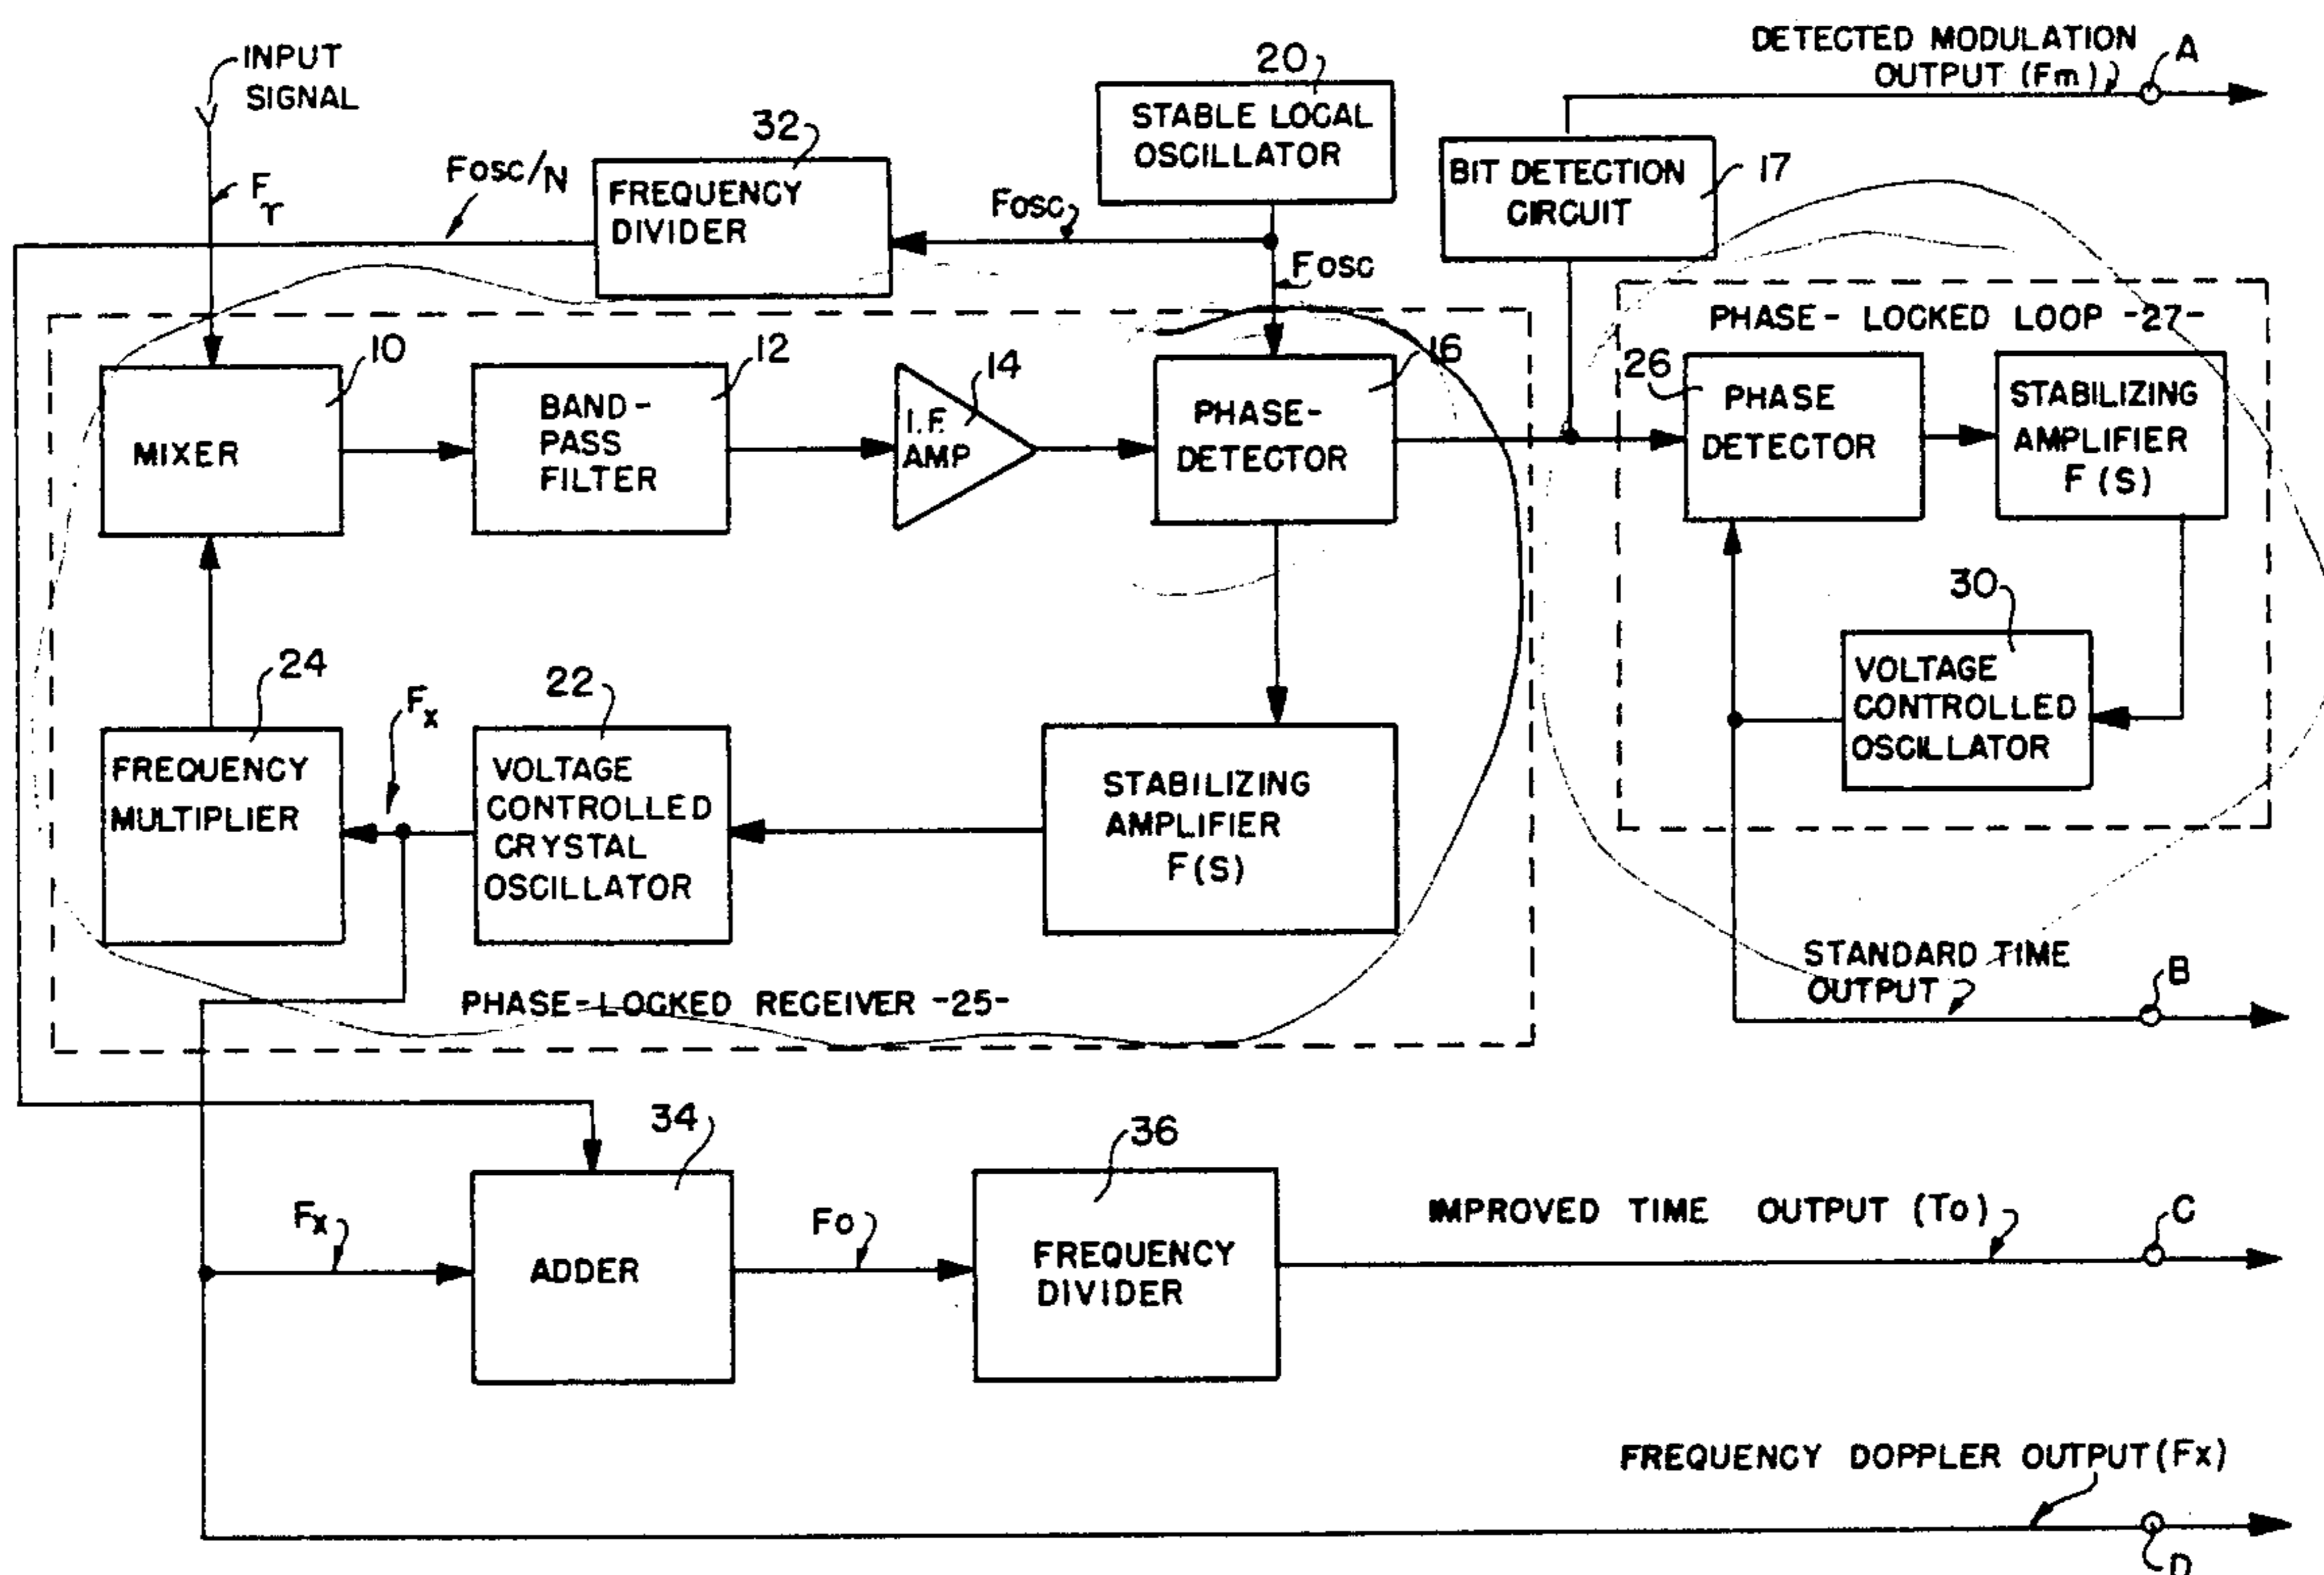 INPUT
SIGNAL
Fr
Fosc/N
32
FREQUENCY
DIVIDER
Fosc
20
STABLE LOCAL
OSCILLATOR
Fosc
DETECTED MODULATION
OUTPUT (Fm)
A
BIT DETECTION
CIRCUIT
17
10
MIXER
12
BAND-
PASS
FILTER
14
I.F.
AMP
16
PHASE-
DETECTOR
PHASE- LOCKED LOOP -27-
26
PHASE
DETECTOR
STABILIZING
AMPLIFIER
F(S)
30
VOLTAGE
CONTROLLED
OSCILLATOR
24
FREQUENCY
MULTIPLIER
Fx
22
VOLTAGE
CONTROLLED
CRYSTAL
OSCILLATOR
STABILIZING
AMPLIFIER
F(S)
PHASE-LOCKED RECEIVER -25-
STANDARD TIME
OUTPUT
B
34
Fx
ADDER
Fo
36
FREQUENCY
DIVIDER
IMPROVED TIME OUTPUT (To)
C
FREQUENCY DOPPLER OUTPUT (Fx)
D